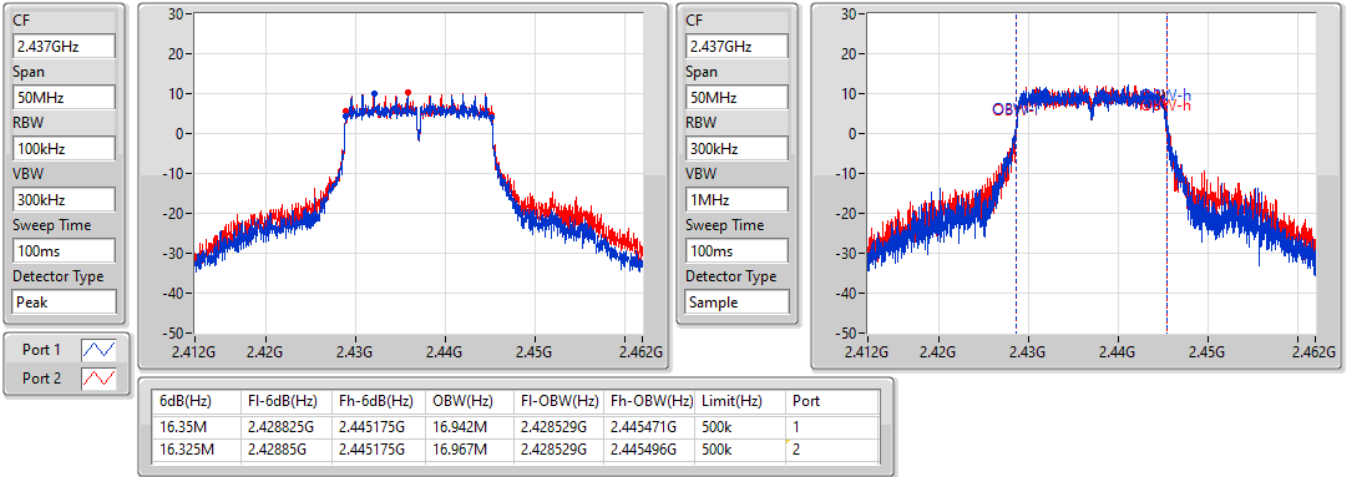 CF
2.437GHz
Span
50MHz
RBW
100kHz
VBW
300kHz
Sweep Time
100ms
Detector Type
Peak
Port 1
Port 2
30
20
10
0
-10
-20
-30
-40
-50
2.412G 2.42G 2.43G 2.44G 2.45G 2.462G
CF
2.437GHz
Span
50MHz
RBW
300kHz
VBW
1MHz
Sweep Time
100ms
Detector Type
Sample
30
20
10
0
-10
-20
-30
-40
-50
OBW-l
OBW-h
OBW-h
2.412G 2.42G 2.43G 2.44G 2.45G 2.462G
6dB(Hz) Fl-6dB(Hz) Fh-6dB(Hz) OBW(Hz) Fl-OBW(Hz) Fh-OBW(Hz) Limit(Hz) Port
16.35M 2.428825G 2.445175G 16.942M 2.428529G 2.445471G 500k 1
16.325M 2.42885G 2.445175G 16.967M 2.428529G 2.445496G 500k 2